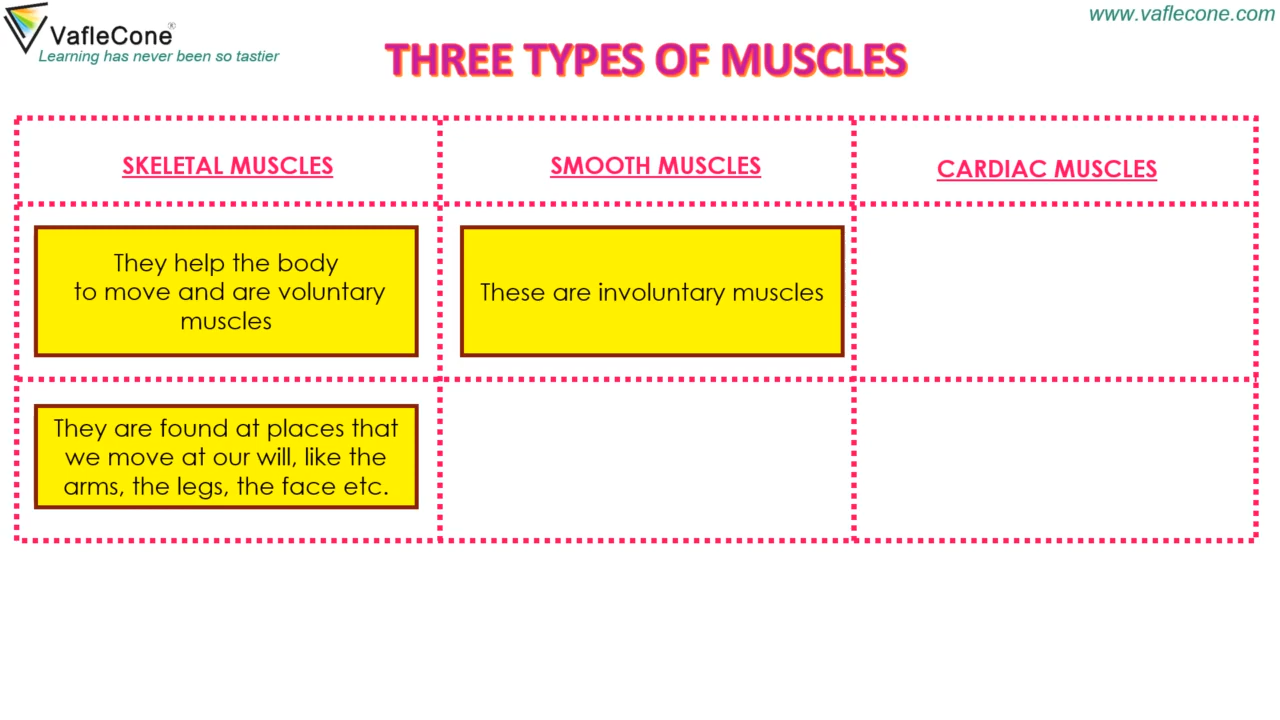 VafleCone®
Learning has never been so tastier
www.vaflecone.com
THREE TYPES OF MUSCLES
SKELETAL MUSCLES
SMOOTH MUSCLES
CARDIAC MUSCLES
They help the body
to move and are voluntary
muscles
These are involuntary muscles
They are found at places that
we move at our will, like the
arms, the legs, the face etc.